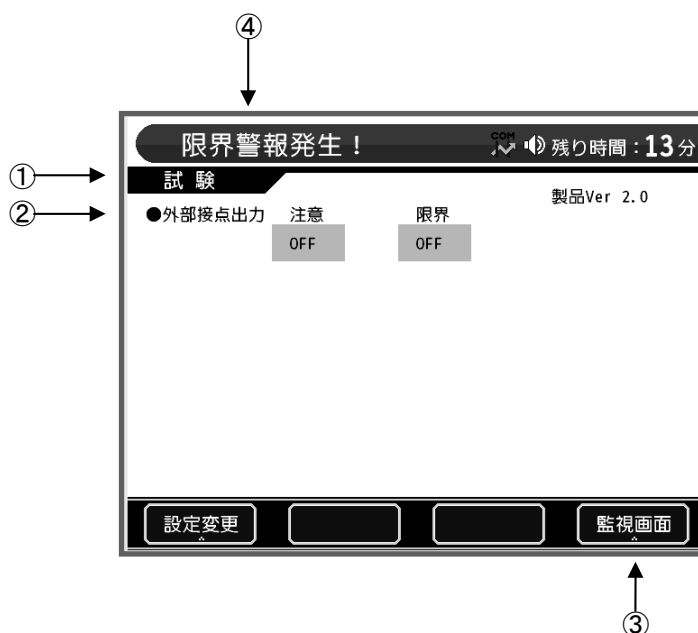 ④
限界警報発生！ COM 残り時間：13分
① 試験
製品Ver 2.0
② ●外部接点出力 注意 限界
OFF OFF
設定変更 監視画面
③